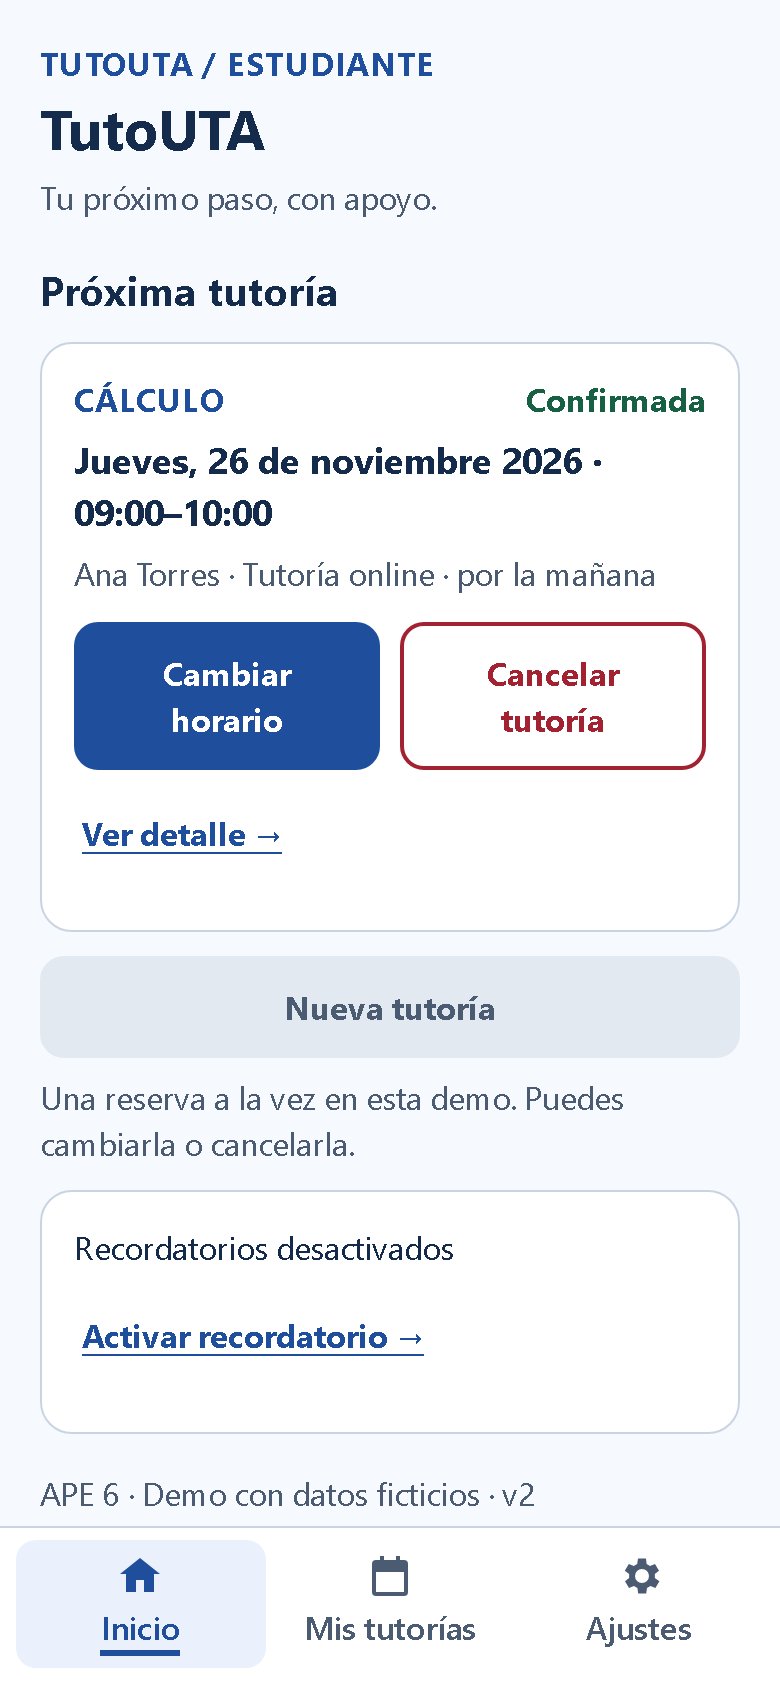 TUTOUTA / ESTUDIANTE
TutoUTA
Tu próximo paso, con apoyo.
Próxima tutoría
CÁLCULO
Confirmada
Jueves, 26 de noviembre 2026 ·
09:00–10:00
Ana Torres · Tutoría online · por la mañana
Cambiar
horario
Cancelar
tutoría
Ver detalle →
Nueva tutoría
Una reserva a la vez en esta demo. Puedes
cambiarla o cancelarla.
Recordatorios desactivados
Activar recordatorio →
APE 6 · Demo con datos ficticios · v2
Inicio
Mis tutorías
Ajustes